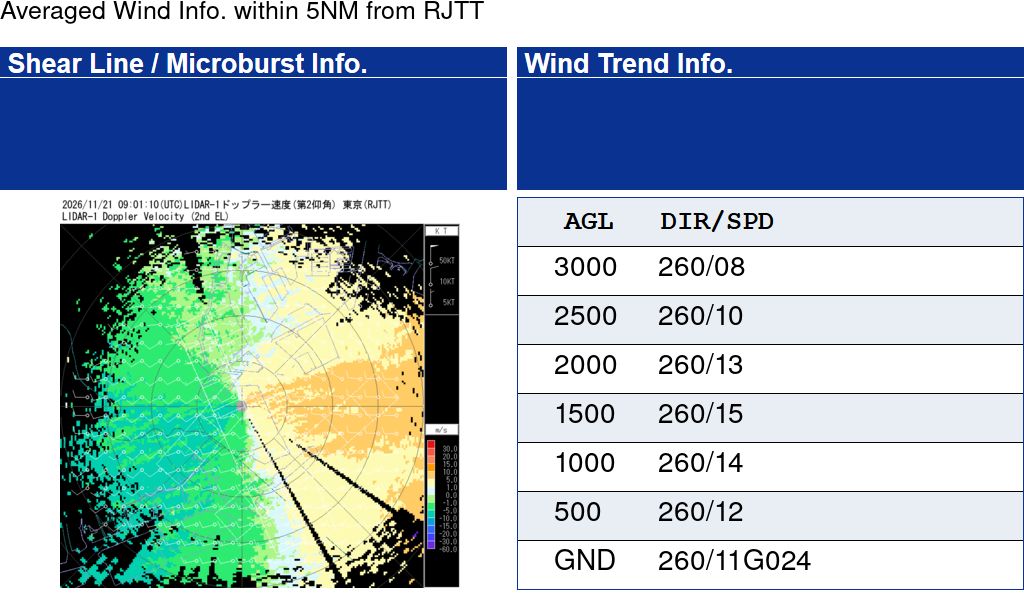 Averaged Wind Info. within 5NM from RJTT
Shear Line / Microburst Info.
Wind Trend Info.
2026/11/21 09:01:10(UTC)LIDAR-1ドップラー速度(第2仰角) 東京(RJTT)
LIDAR-1 Doppler Velocity (2nd EL)
KT
50KT
10KT
5KT
m/s
30.0
20.0
15.0
10.0
5.0
1.0
0.0
-1.0
-5.0
-10.0
-15.0
-20.0
-30.0
-60.0
AGL DIR/SPD
3000 260/08
2500 260/10
2000 260/13
1500 260/15
1000 260/14
500 260/12
GND 260/11G024